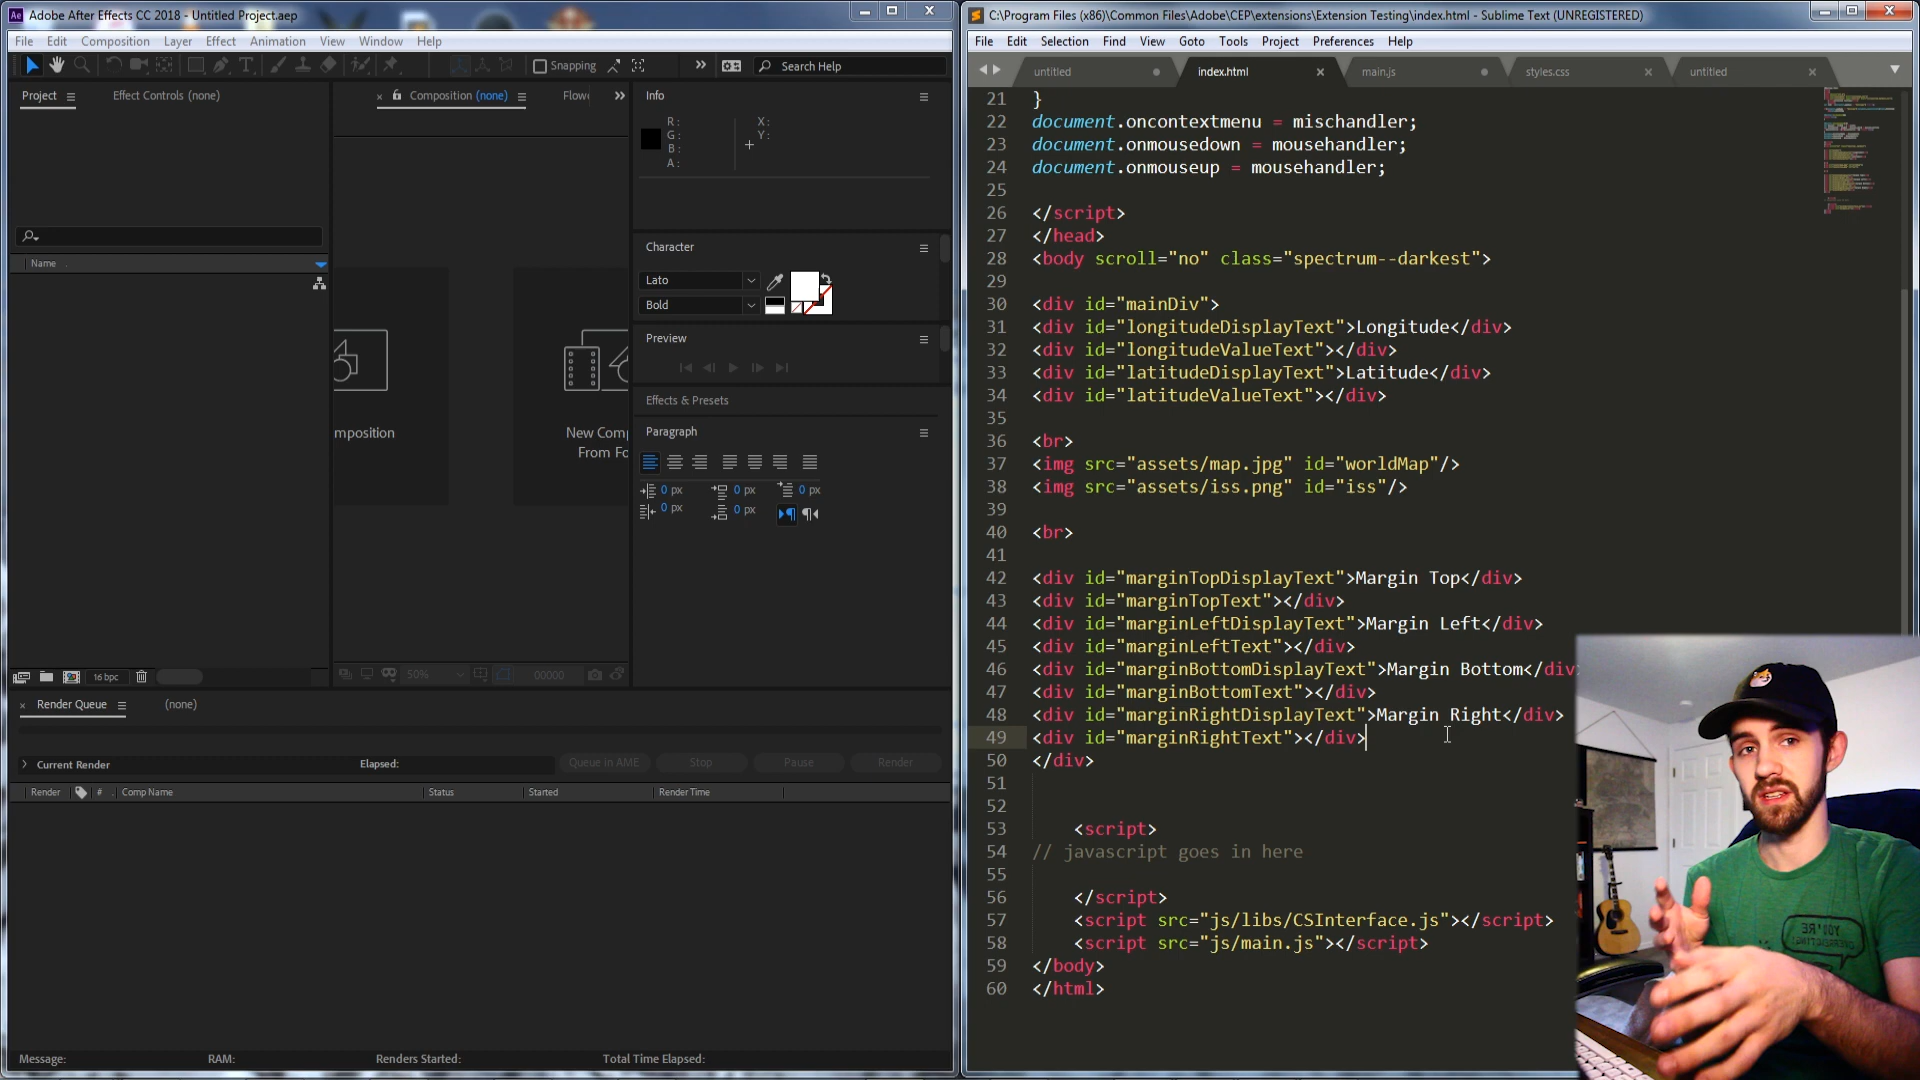 Ae Adobe After Effects CC 2018 - Untitled Project.aep
File Edit Composition Layer Effect Animation View Window Help
Snapping
Search Help
Project
Effect Controls (none)
Composition (none)
Info
R:
G:
B:
A:
X:
Y:
Character
Lato
Bold
Preview
Effects & Presets
Paragraph
0 px 0 px 0 px
0 px 0 px
Name
mposition
New Comp
From Fo
16 bpc
50%
00000
Render Queue
(none)
Current Render
Elapsed:
Queue in AME Stop Pause Render
Render # Comp Name Status Started Render Time
Message: RAM: Renders Started: Total Time Elapsed:
C:\Program Files (x86)\Common Files\Adobe\CEP\extensions\Extension Testing\index.html - Sublime Text (UNREGISTERED)
File Edit Selection Find View Goto Tools Project Preferences Help
untitled index.html main.js styles.css untitled
21 }
22 document.oncontextmenu = mischandler;
23 document.onmousedown = mousehandler;
24 document.onmouseup = mousehandler;
25
26 </script>
27 </head>
28 <body scroll="no" class="spectrum--darkest">
29
30 <div id="mainDiv">
31 <div id="longitudeDisplayText">Longitude</div>
32 <div id="longitudeValueText"></div>
33 <div id="latitudeDisplayText">Latitude</div>
34 <div id="latitudeValueText"></div>
35
36 <br>
37 <img src="assets/map.jpg" id="worldMap"/>
38 <img src="assets/iss.png" id="iss"/>
39
40 <br>
41
42 <div id="marginTopDisplayText">Margin Top</div>
43 <div id="marginTopText"></div>
44 <div id="marginLeftDisplayText">Margin Left</div>
45 <div id="marginLeftText"></div>
46 <div id="marginBottomDisplayText">Margin Bottom</div>
47 <div id="marginBottomText"></div>
48 <div id="marginRightDisplayText">Margin Right</div>
49 <div id="marginRightText"></div>
50 </div>
51
52
53 <script>
54 // javascript goes in here
55
56 </script>
57 <script src="js/libs/CSInterface.js"></script>
58 <script src="js/main.js"></script>
59 </body>
60 </html>
YOU'RE